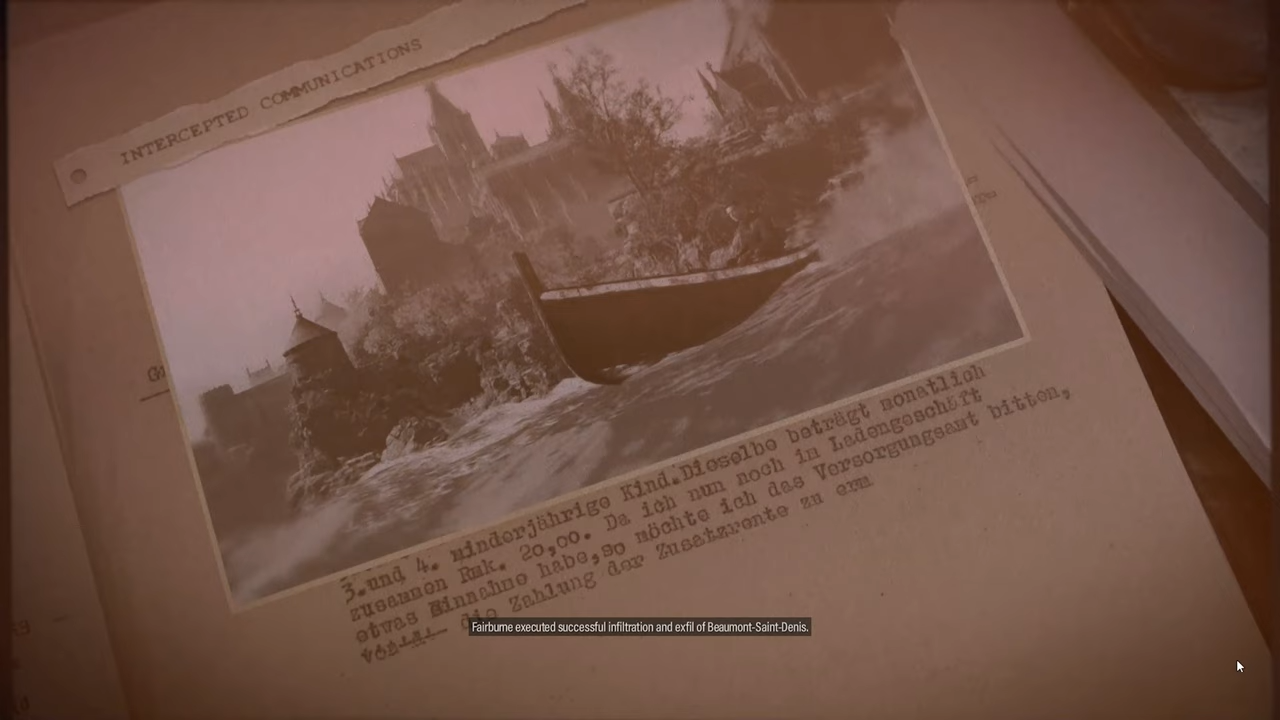 INTERCEPTED COMMUNICATIONS
3.und 4. minderjährige Kind.Dieselbe beträgt monatlich
zusammen Rmk. 20,oo. Da ich nun noch im Ladengeschäft
etwas Einnahme habe,so möchte ich das Versorgungsamt bitten,
die Zahlung der Zusatzrente zu erm
Fairburne executed successful infiltration and exfil of Beaumont-Saint-Denis.